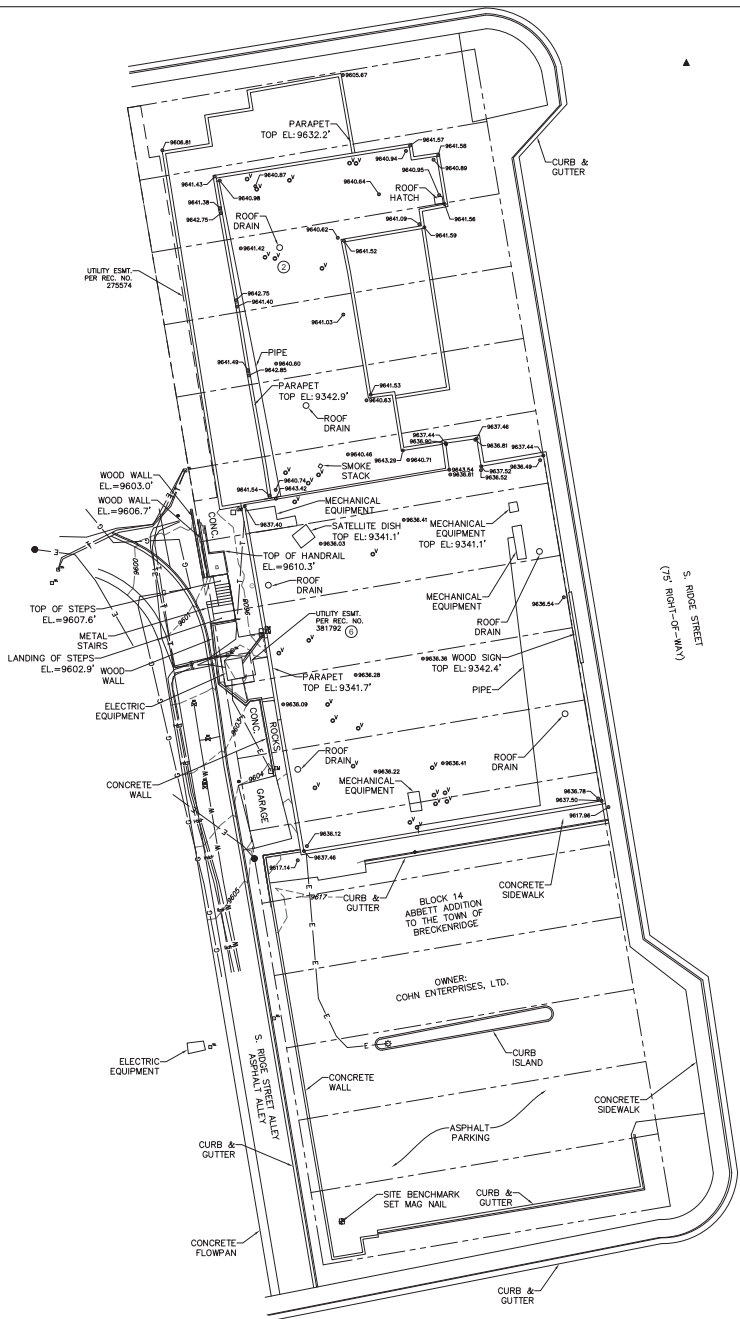 9605.67
PARAPET
TOP EL: 9632.2'
9606.81
9641.57
9640.94
9641.58
9640.89
CURB &
GUTTER
9641.43
9640.87
9640.98
9640.64
9640.95
ROOF
HATCH
9641.38
9642.75
ROOF
DRAIN
9641.09
9641.56
9641.59
9640.62
9641.42
9641.52
2
UTILITY ESMT.
PER REC. NO.
275574
9642.75
9641.40
9641.03
9641.49
PIPE
9640.60
9642.85
PARAPET
TOP EL: 9342.9'
9641.53
9640.63
ROOF
DRAIN
9637.46
9637.44
9636.90
9636.81
9637.44
9640.46
9643.29
9640.71
9636.49
WOOD WALL
EL.=9603.0'
SMOKE
STACK
9643.54
9636.61
9637.52
9636.52
9640.74
9641.54
9643.42
WOOD WALL
EL.=9606.7'
MECHANICAL
EQUIPMENT
CONC.
9637.40
SATELLITE DISH
TOP EL: 9341.1'
9636.41
MECHANICAL
EQUIPMENT
TOP EL: 9341.1'
9636.03
TOP OF HANDRAIL
EL.=9610.3'
9600
9601
9606
ROOF
DRAIN
MECHANICAL
EQUIPMENT
9636.54
S. RIDGE STREET
(75' RIGHT-OF-WAY)
TOP OF STEPS
EL.=9607.6'
UTILITY ESMT.
PER REC. NO.
381792
6
ROOF
DRAIN
METAL
STAIRS
LANDING OF STEPS
EL.=9602.9'
WOOD
WALL
9636.36
WOOD SIGN
TOP EL: 9342.4'
PARAPET
TOP EL: 9341.7'
9636.28
PIPE
ELECTRIC
EQUIPMENT
9603
CONC.
9636.09
ROCKS
ROOF
DRAIN
ROOF
DRAIN
9636.22
9636.41
9604
MECHANICAL
EQUIPMENT
CONCRETE
WALL
GARAGE
9636.78
9637.50
9617.96
9636.12
9637.46
9617.14
9605
9617
CURB &
GUTTER
CONCRETE
SIDEWALK
BLOCK 14
ABBETT ADDITION
TO THE TOWN OF
BRECKENRIDGE
OWNER:
COHN ENTERPRISES, LTD.
ELECTRIC
EQUIPMENT
S. RIDGE STREET ALLEY
ASPHALT ALLEY
CURB
ISLAND
CONCRETE
WALL
CONCRETE
SIDEWALK
ASPHALT
PARKING
CURB &
GUTTER
SITE BENCHMARK
SET MAG NAIL
CURB &
GUTTER
CONCRETE
FLOWPAN
CURB &
GUTTER